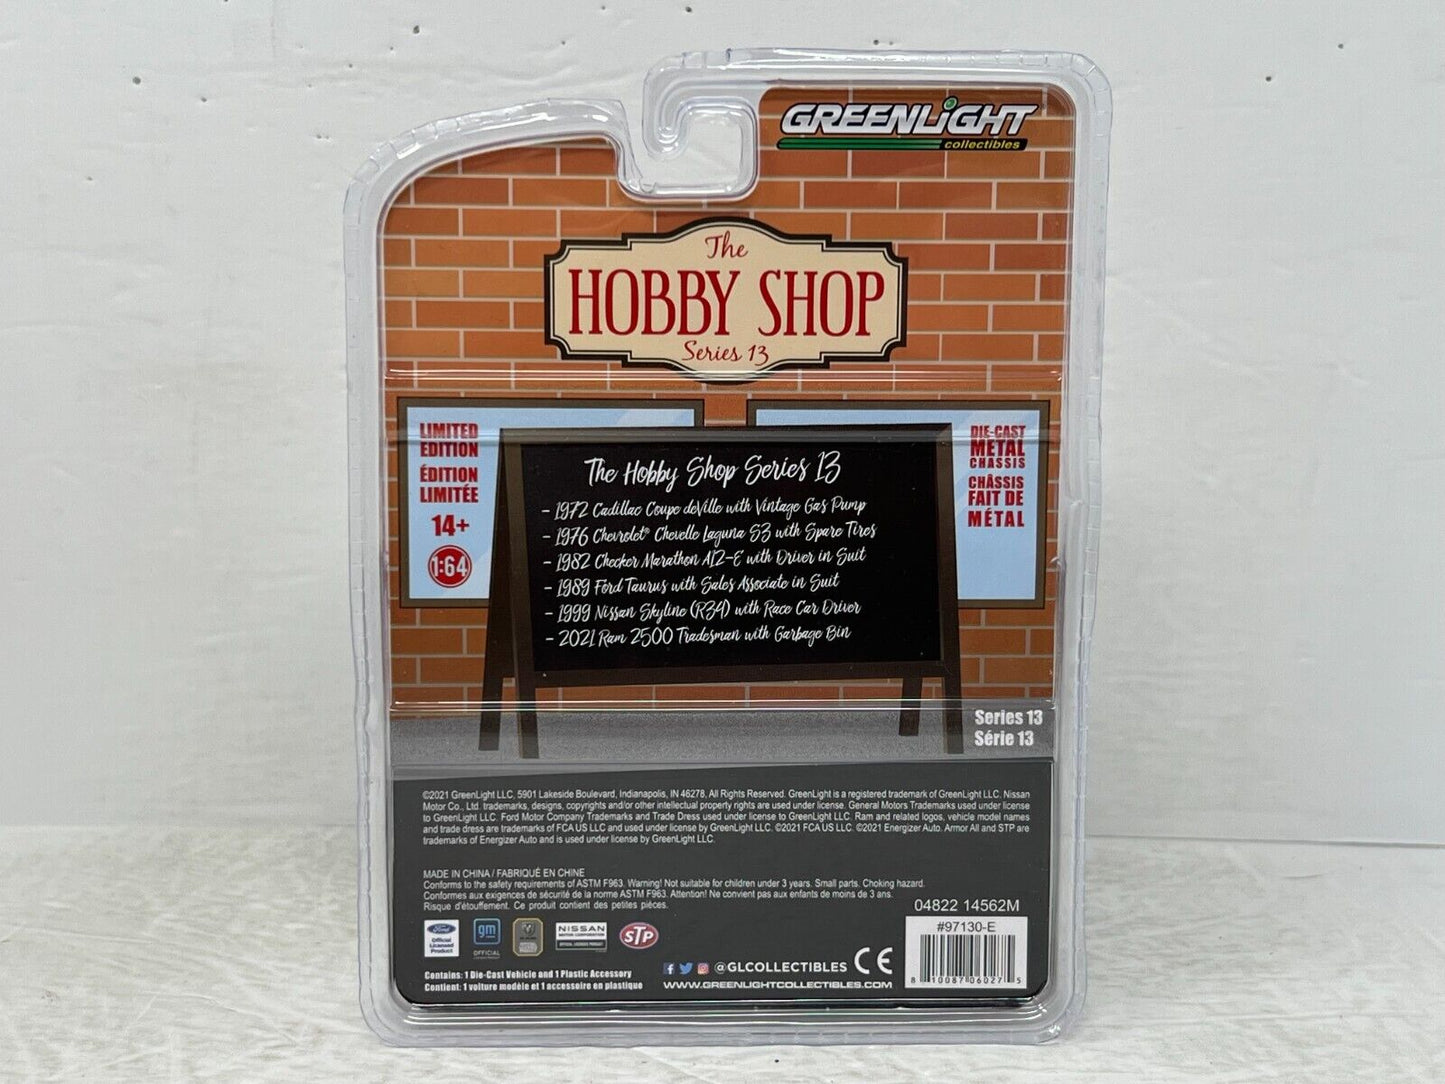 GREENLiGHT
collectibles
The
HOBBY SHOP
Series 13
LIMITED
EDITION
ÉDITION
LIMITÉE
14+
1:64
DIE-CAST
METAL
CHASSIS
CHÂSSIS
FAIT DE
MÉTAL
The Hobby Shop Series 13
- 1972 Cadillac Coupe deVille with Vintage Gas Pump
- 1976 Chevrolet® Chevelle Laguna S3 with Spare Tires
- 1982 Checker Marathon A12-E with Driver in Suit
- 1989 Ford Taurus with Sales Associate in Suit
- 1999 Nissan Skyline (R34) with Race Car Driver
- 2021 Ram 2500 Tradesman with Garbage Bin
Series 13
Série 13
©2021 GreenLight LLC, 5901 Lakeside Boulevard, Indianapolis, IN 46278, All Rights Reserved. GreenLight is a registered trademark of GreenLight LLC. Nissan
Motor Co., Ltd. trademarks, designs, copyrights and/or other intellectual property rights are used under license. General Motors Trademarks used under license
to GreenLight LLC. Ford Motor Company Trademarks and Trade Dress used under license to GreenLight LLC. Ram and related logos, vehicle model names
and trade dress are trademarks of FCA US LLC and used under license by GreenLight LLC. ©2021 FCA US LLC. ©2021 Energizer Auto. Armor All and STP are
trademarks of Energizer Auto and is used under license by GreenLight LLC.
MADE IN CHINA / FABRIQUÉ EN CHINE
Conforms to the safety requirements of ASTM F963. Warning! Not suitable for children under 3 years. Small parts. Choking hazard.
Conformes aux exigences de sécurité de la norme ASTM F963. Attention! Ne convient pas aux enfants de moins de 3 ans.
Risque d'étouffement. Ce produit contient des petites pièces.
04822 14562M
#97130-E
8 10087 06027 5
Ford
Official
Licensed
Product
gm
OFFICIAL
NISSAN
STP
@GLCOLLECTIBLES
CE
WWW.GREENLIGHTCOLLECTIBLES.COM
Contains: 1 Die-Cast Vehicle and 1 Plastic Accessory
Contient: 1 voiture modèle et 1 accessoire en plastique